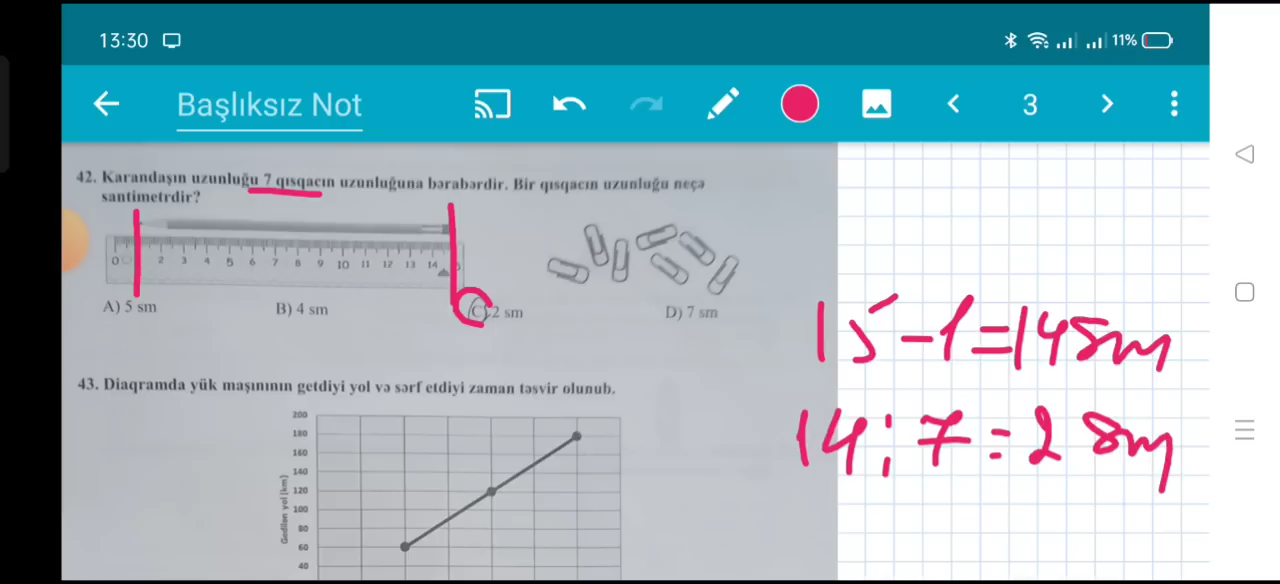 13:30 11%
Başlıksız Not 3
42. Karandaşın uzunluğu 7 qısqacın uzunluğuna bərabərdir. Bir qısqacın uzunluğu neçə
santimetrdir?
0 2 3 4 5 6 7 8 9 10 11 12 13 14
A) 5 sm B) 4 sm C) 2 sm D) 7 sm
15-1=14sm
14:7=2sm
43. Diaqramda yük maşınının getdiyi yol və sərf etdiyi zaman təsvir olunub.
Gedilən yol (km)
200
180
160
140
120
100
80
60
40